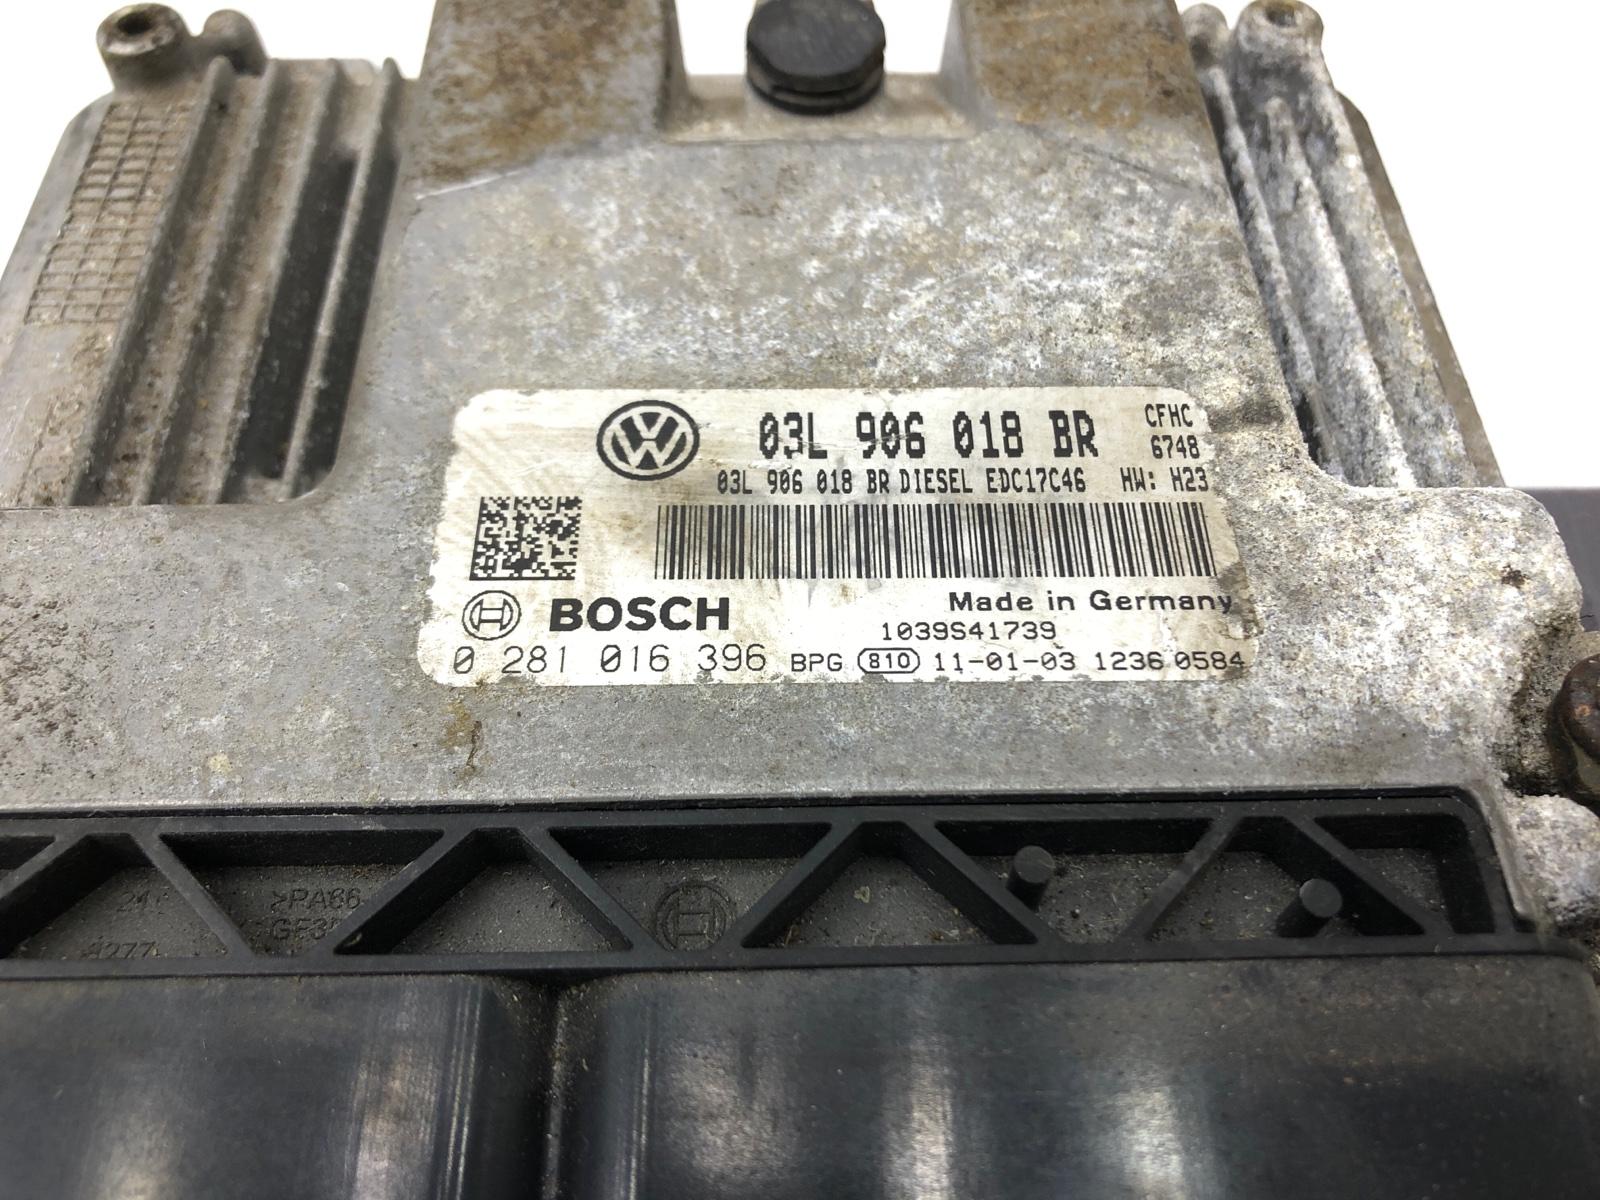 03L 906 018 BR CFHC
6748
03L 906 018 BR DIESEL EDC17C46 HW: H23
BOSCH
Made in Germany
1039S41739
0 281 016 396 BPG 810 11-01-03 1236 0584
>PA66-